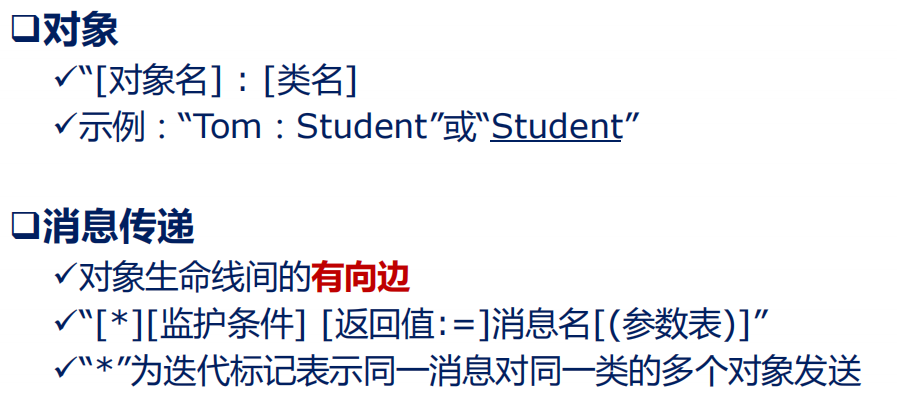 ❑对象
✓“[对象名] : [类名]
✓示例：“Tom：Student”或“Student”
❑消息传递
✓对象生命线间的有向边
✓“[*][监护条件] [返回值:=]消息名[(参数表)]”
✓“*”为迭代标记表示同一消息对同一类的多个对象发送